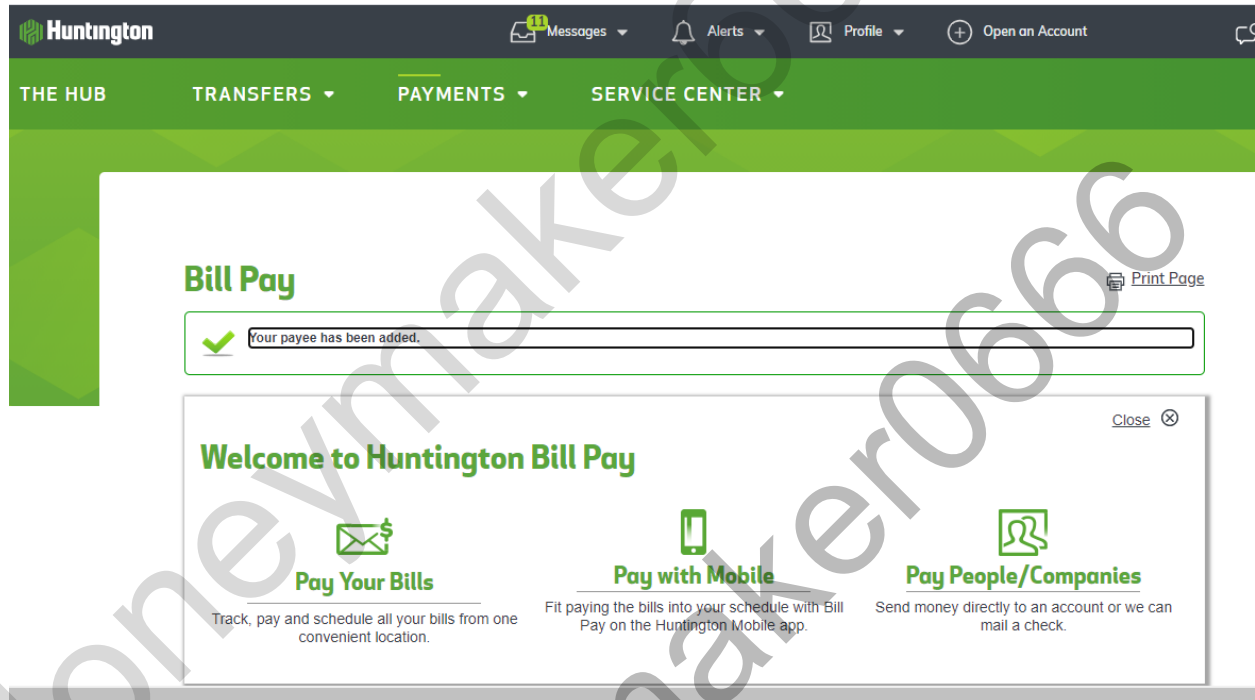 Huntington
11
Messages
Alerts
Profile
Open an Account
THE HUB
TRANSFERS
PAYMENTS
SERVICE CENTER
Bill Pay
Print Page
Your payee has been added.
Close
Welcome to Huntington Bill Pay
Pay Your Bills
Track, pay and schedule all your bills from one
convenient location.
Pay with Mobile
Fit paying the bills into your schedule with Bill
Pay on the Huntington Mobile app.
Pay People/Companies
Send money directly to an account or we can
mail a check.
oneymaker066
maker0666